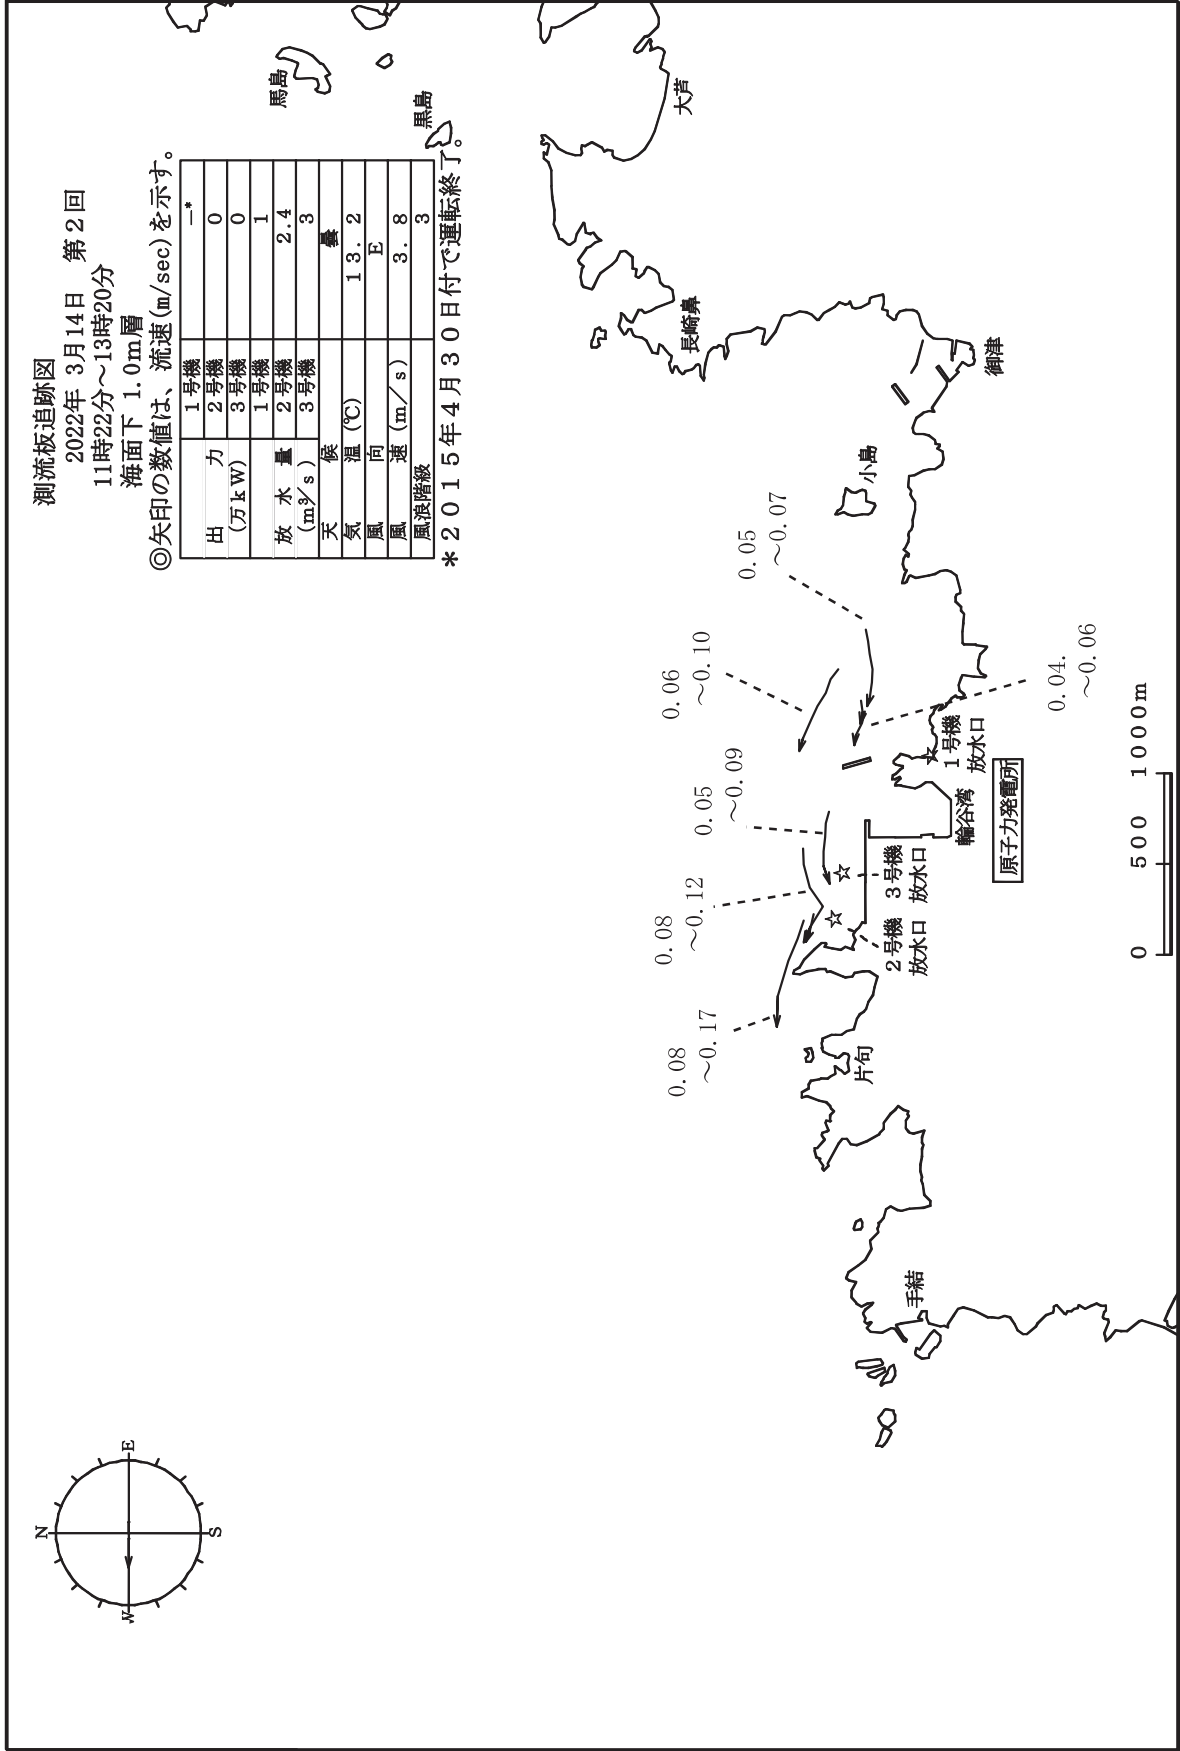 測流板追跡図
2022年 3月14日 第2回
11時22分～13時20分
海面下 1.0m層
◎矢印の数値は、流速(m/sec)を示す。
出 力 (万kW) 1号機 －*
2号機 0
3号機 0
放 水 量 (m³/s) 1号機 1
2号機 2.4
3号機 3
天 候 曇
気 温 (℃) 13.2
風 向 E
風 速 (m/s) 3.8
風浪階級 3
*2015年4月30日付で運転終了。
N
W
E
S
馬島
黒島
大芦
長崎鼻
御津
小島
0.05
～0.07
0.06
～0.10
0.04.
～0.06
0.05
～0.09
0.08
～0.12
0.08
～0.17
1号機
放水口
輪谷湾
原子力発電所
3号機
放水口
2号機
放水口
片句
手結
0 500 1000m